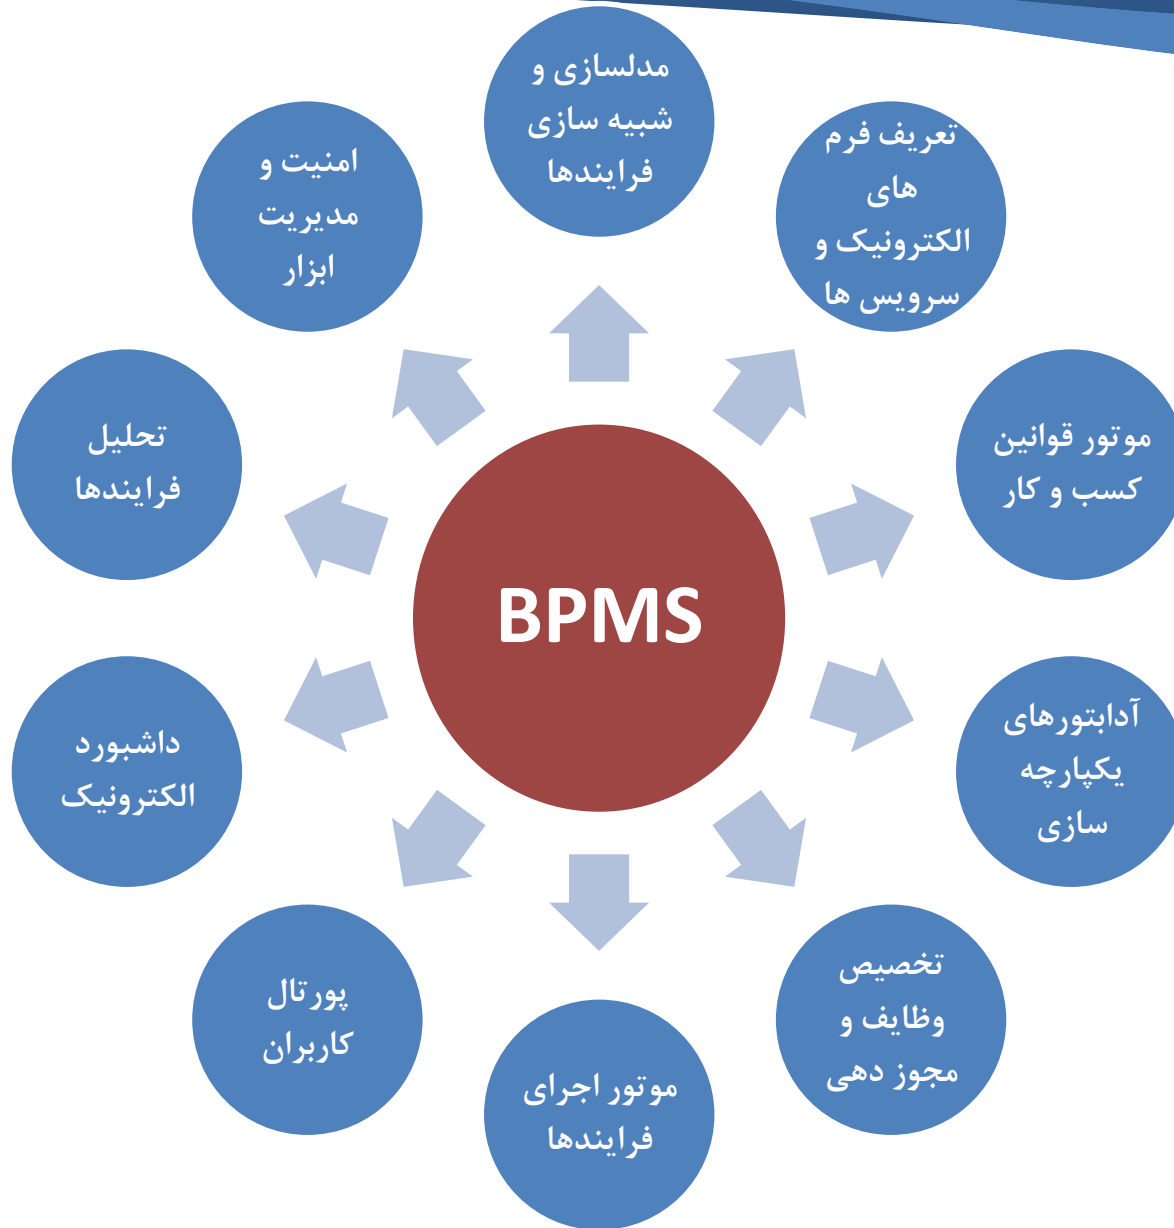 مدلسازی و
شبیه سازی
فرایندها
تعریف فرم
های
الکترونیک و
سرویس ها
موتور قوانین
کسب و کار
آدابتورهای
یکپارچه
سازی
تخصیص
وظایف و
مجوز دهی
موتور اجرای
فرایندها
پورتال
کاربران
داشبورد
الکترونیک
تحلیل
فرایندها
امنیت و
مدیریت
ابزار
BPMS